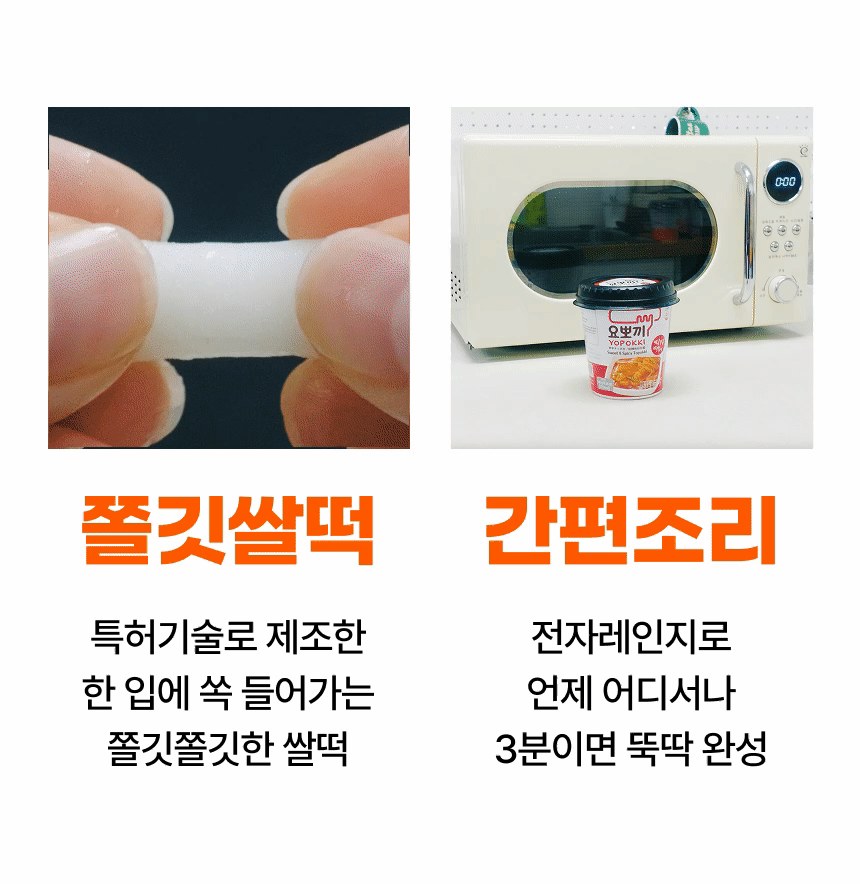 0:00
요뽀끼
YOPOKKI
Sweet & Spicy Topokki
쫄깃쌀떡
간편조리
특허기술로 제조한
한 입에 쏙 들어가는
쫄깃쫄깃한 쌀떡
전자레인지로
언제 어디서나
3분이면 뚝딱 완성